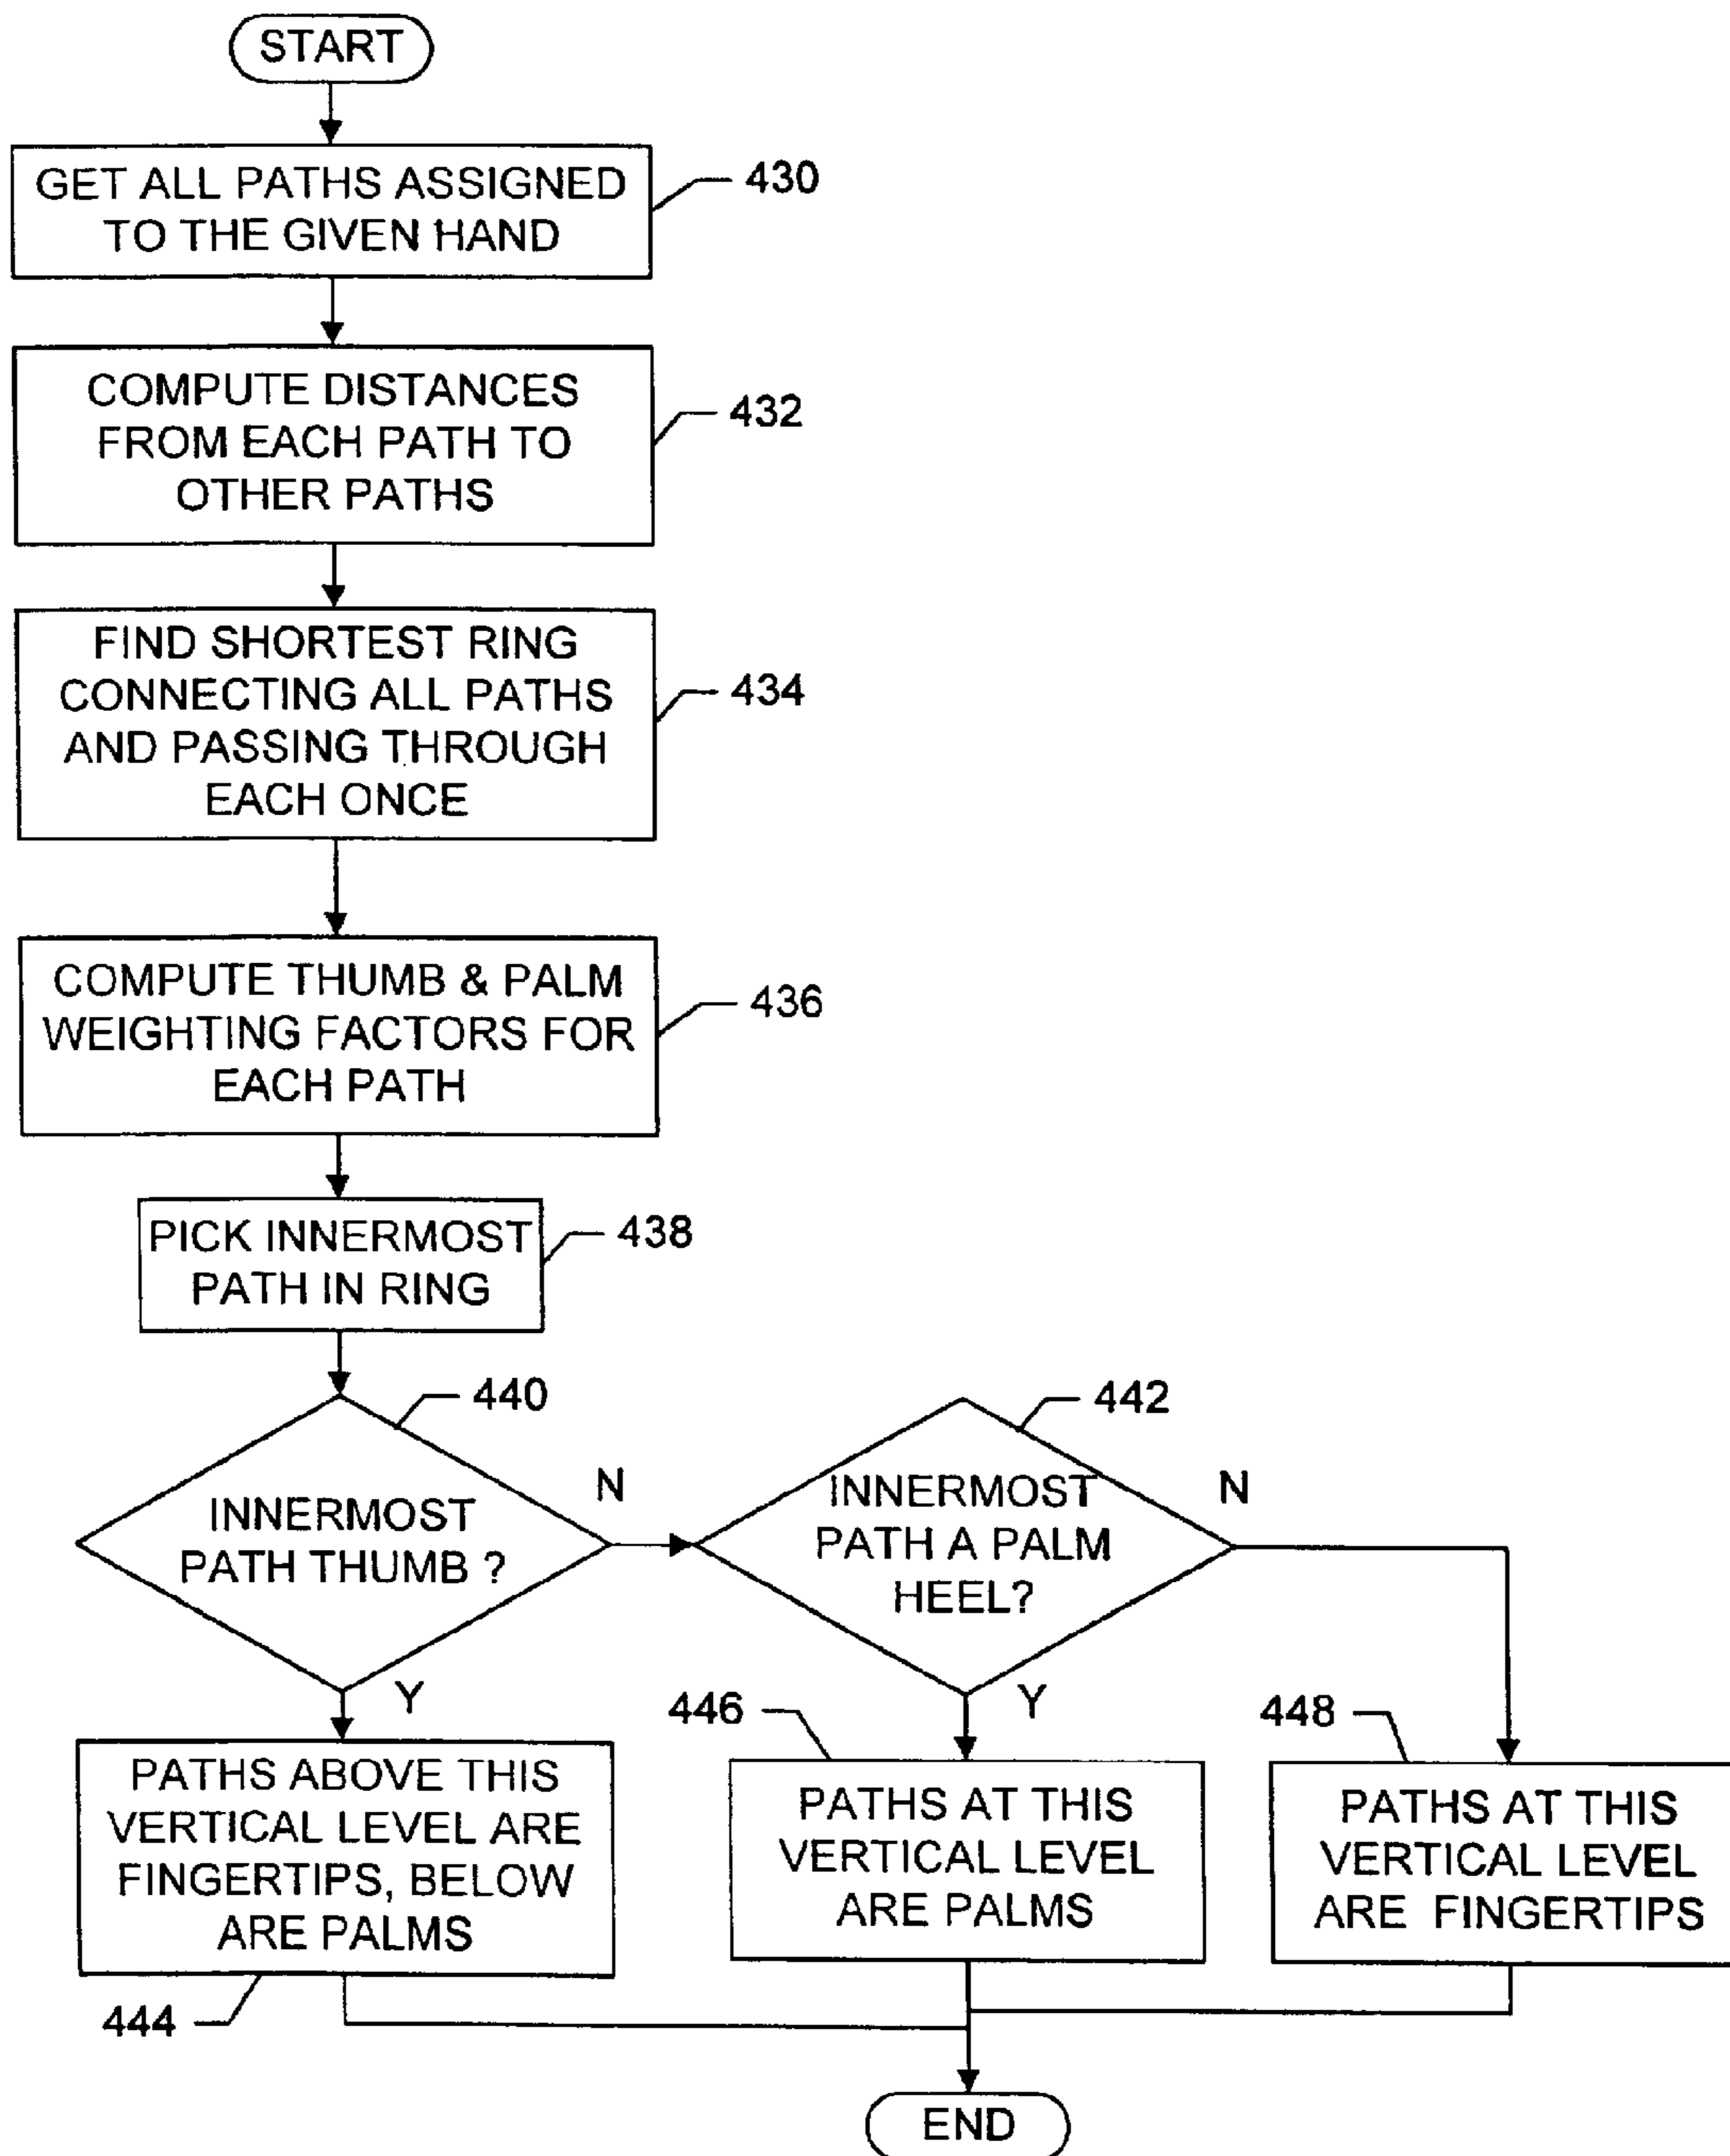 START
GET ALL PATHS ASSIGNED
TO THE GIVEN HAND
430
COMPUTE DISTANCES
FROM EACH PATH TO
OTHER PATHS
432
FIND SHORTEST RING
CONNECTING ALL PATHS
AND PASSING THROUGH
EACH ONCE
434
COMPUTE THUMB & PALM
WEIGHTING FACTORS FOR
EACH PATH
436
PICK INNERMOST
PATH IN RING
438
440
INNERMOST
PATH THUMB ?
N
Y
442
INNERMOST
PATH A PALM
HEEL?
N
Y
PATHS ABOVE THIS
VERTICAL LEVEL ARE
FINGERTIPS, BELOW
ARE PALMS
444
446
PATHS AT THIS
VERTICAL LEVEL
ARE PALMS
448
PATHS AT THIS
VERTICAL LEVEL
ARE FINGERTIPS
END